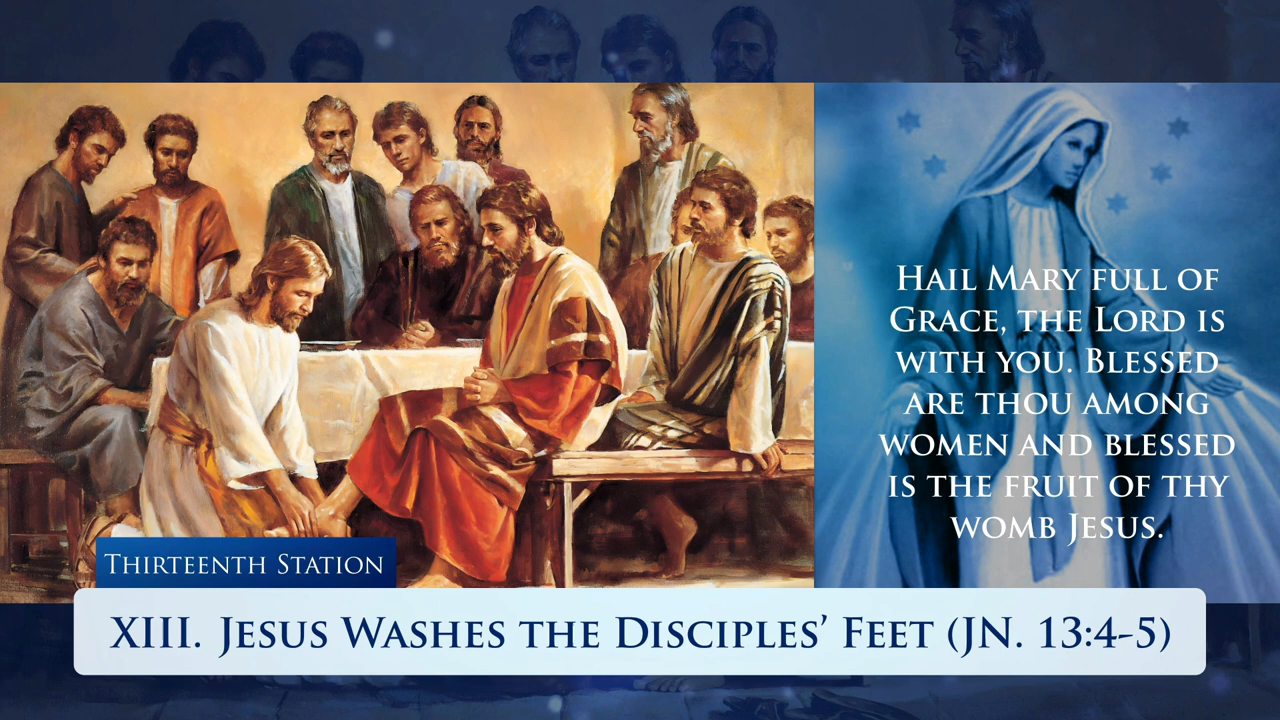 Hail Mary full of
Grace, the Lord is
with you. Blessed
are thou among
women and blessed
is the fruit of thy
womb Jesus.
Thirteenth Station
XIII. Jesus Washes the Disciples’ Feet (JN. 13:4-5)